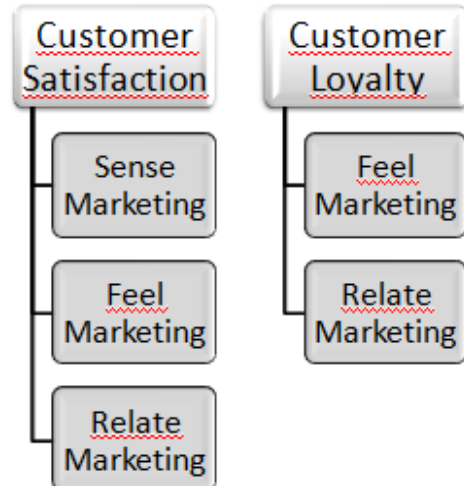 Customer
Satisfaction
Sense
Marketing
Feel
Marketing
Relate
Marketing
Customer
Loyalty
Feel
Marketing
Relate
Marketing